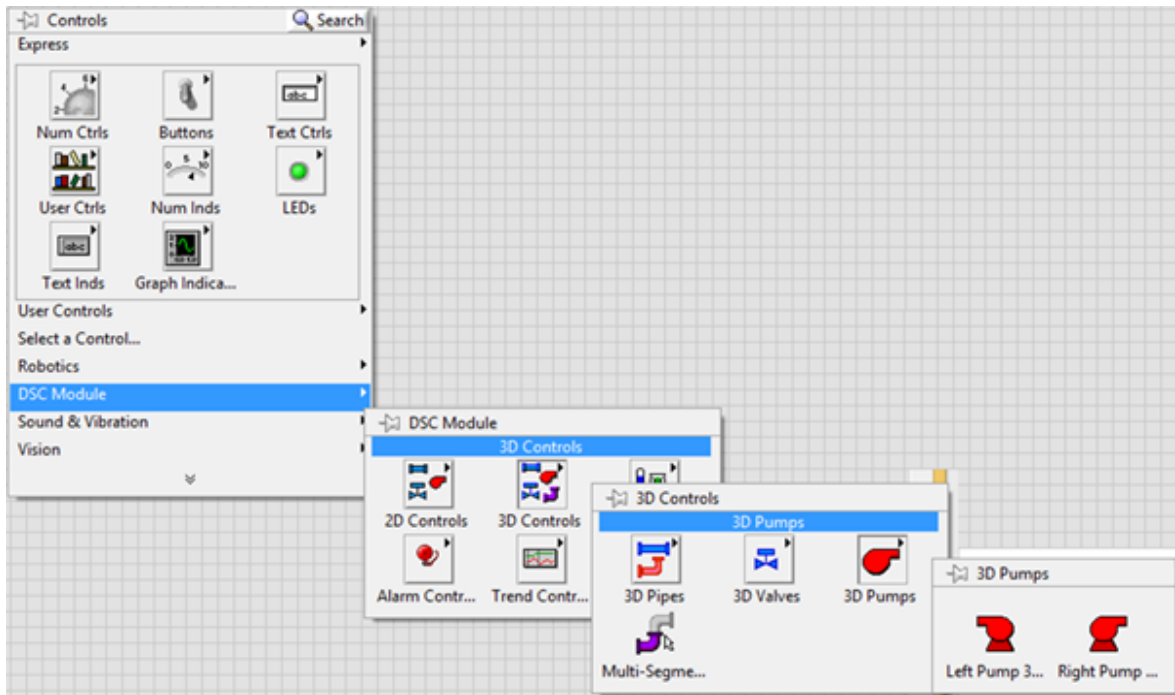 Controls Search
Express
Num Ctrls Buttons Text Ctrls
User Ctrls Num Inds LEDs
Text Inds Graph Indica...
User Controls
Select a Control...
Robotics
DSC Module
Sound & Vibration
Vision
DSC Module
3D Controls
2D Controls 3D Controls
Alarm Contr... Trend Contr...
3D Controls
3D Pumps
3D Pipes 3D Valves 3D Pumps
Multi-Segme...
3D Pumps
Left Pump 3... Right Pump ...